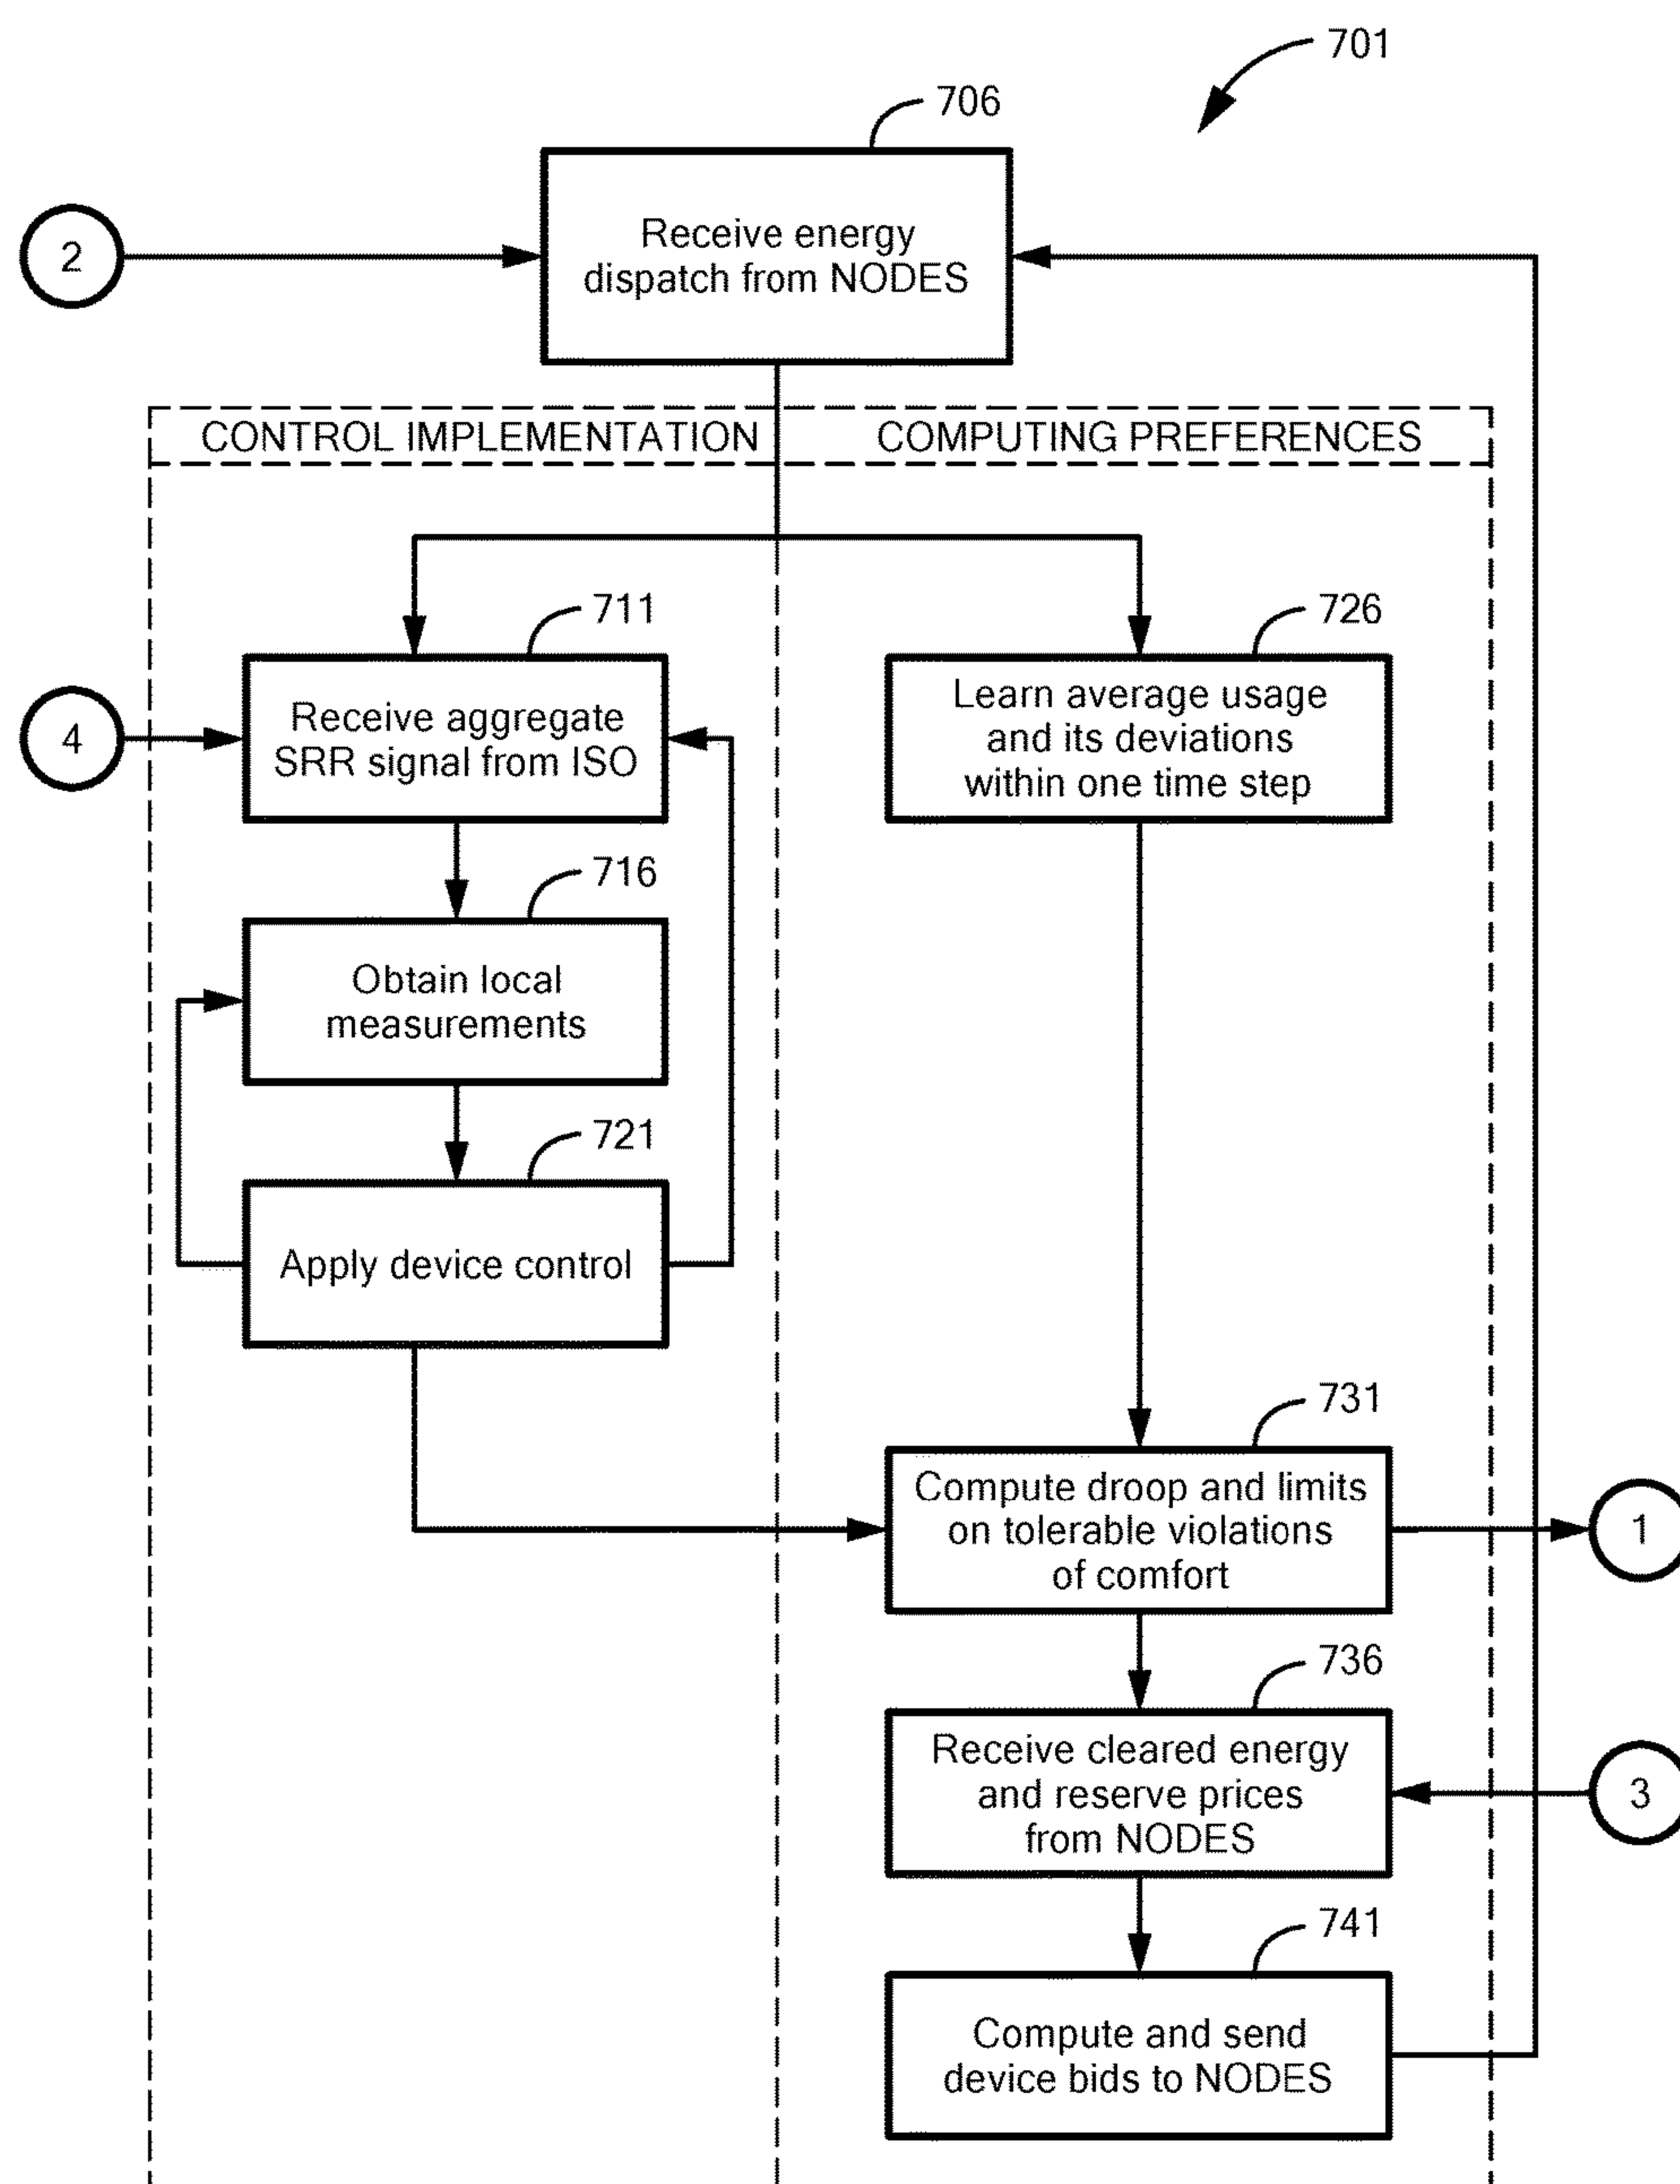 701
706
2
Receive energy
dispatch from NODES
CONTROL IMPLEMENTATION
COMPUTING PREFERENCES
711
4
Receive aggregate
SRR signal from ISO
716
Obtain local
measurements
721
Apply device control
726
Learn average usage
and its deviations
within one time step
731
Compute droop and limits
on tolerable violations
of comfort
1
736
Receive cleared energy
and reserve prices
from NODES
3
741
Compute and send
device bids to NODES